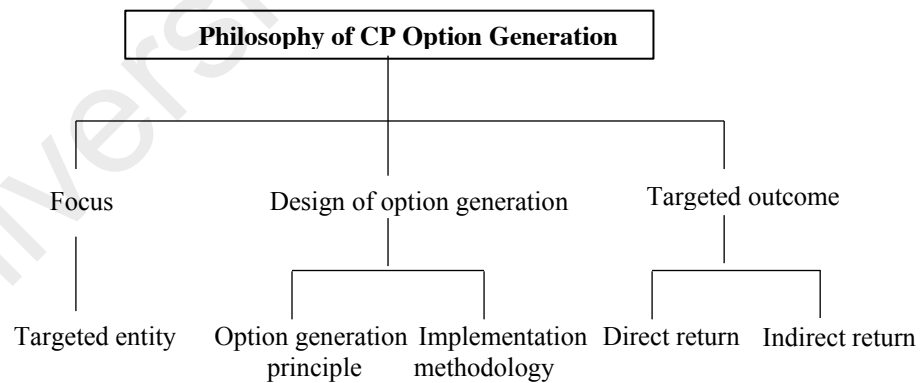 Philosophy of CP Option Generation
Focus
Design of option generation
Targeted outcome
Targeted entity
Option generation
principle
Implementation
methodology
Direct return
Indirect return